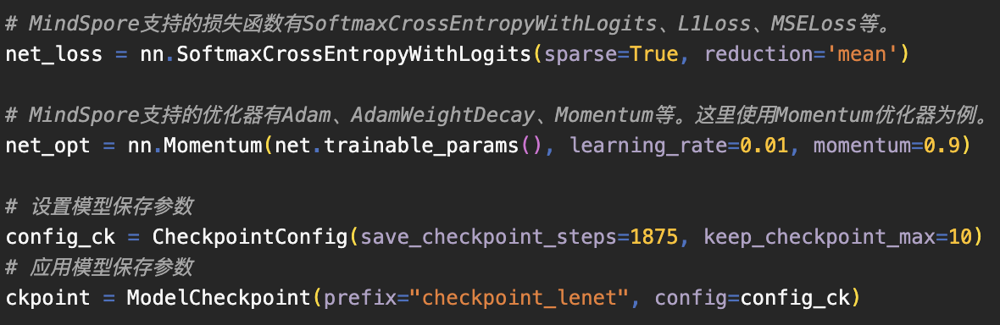 # MindSpore支持的损失函数有SoftmaxCrossEntropyWithLogits、L1Loss、MSELoss等。
net_loss = nn.SoftmaxCrossEntropyWithLogits(sparse=True, reduction='mean')
# MindSpore支持的优化器有Adam、AdamWeightDecay、Momentum等。这里使用Momentum优化器为例。
net_opt = nn.Momentum(net.trainable_params(), learning_rate=0.01, momentum=0.9)
# 设置模型保存参数
config_ck = CheckpointConfig(save_checkpoint_steps=1875, keep_checkpoint_max=10)
# 应用模型保存参数
ckpoint = ModelCheckpoint(prefix="checkpoint_lenet", config=config_ck)